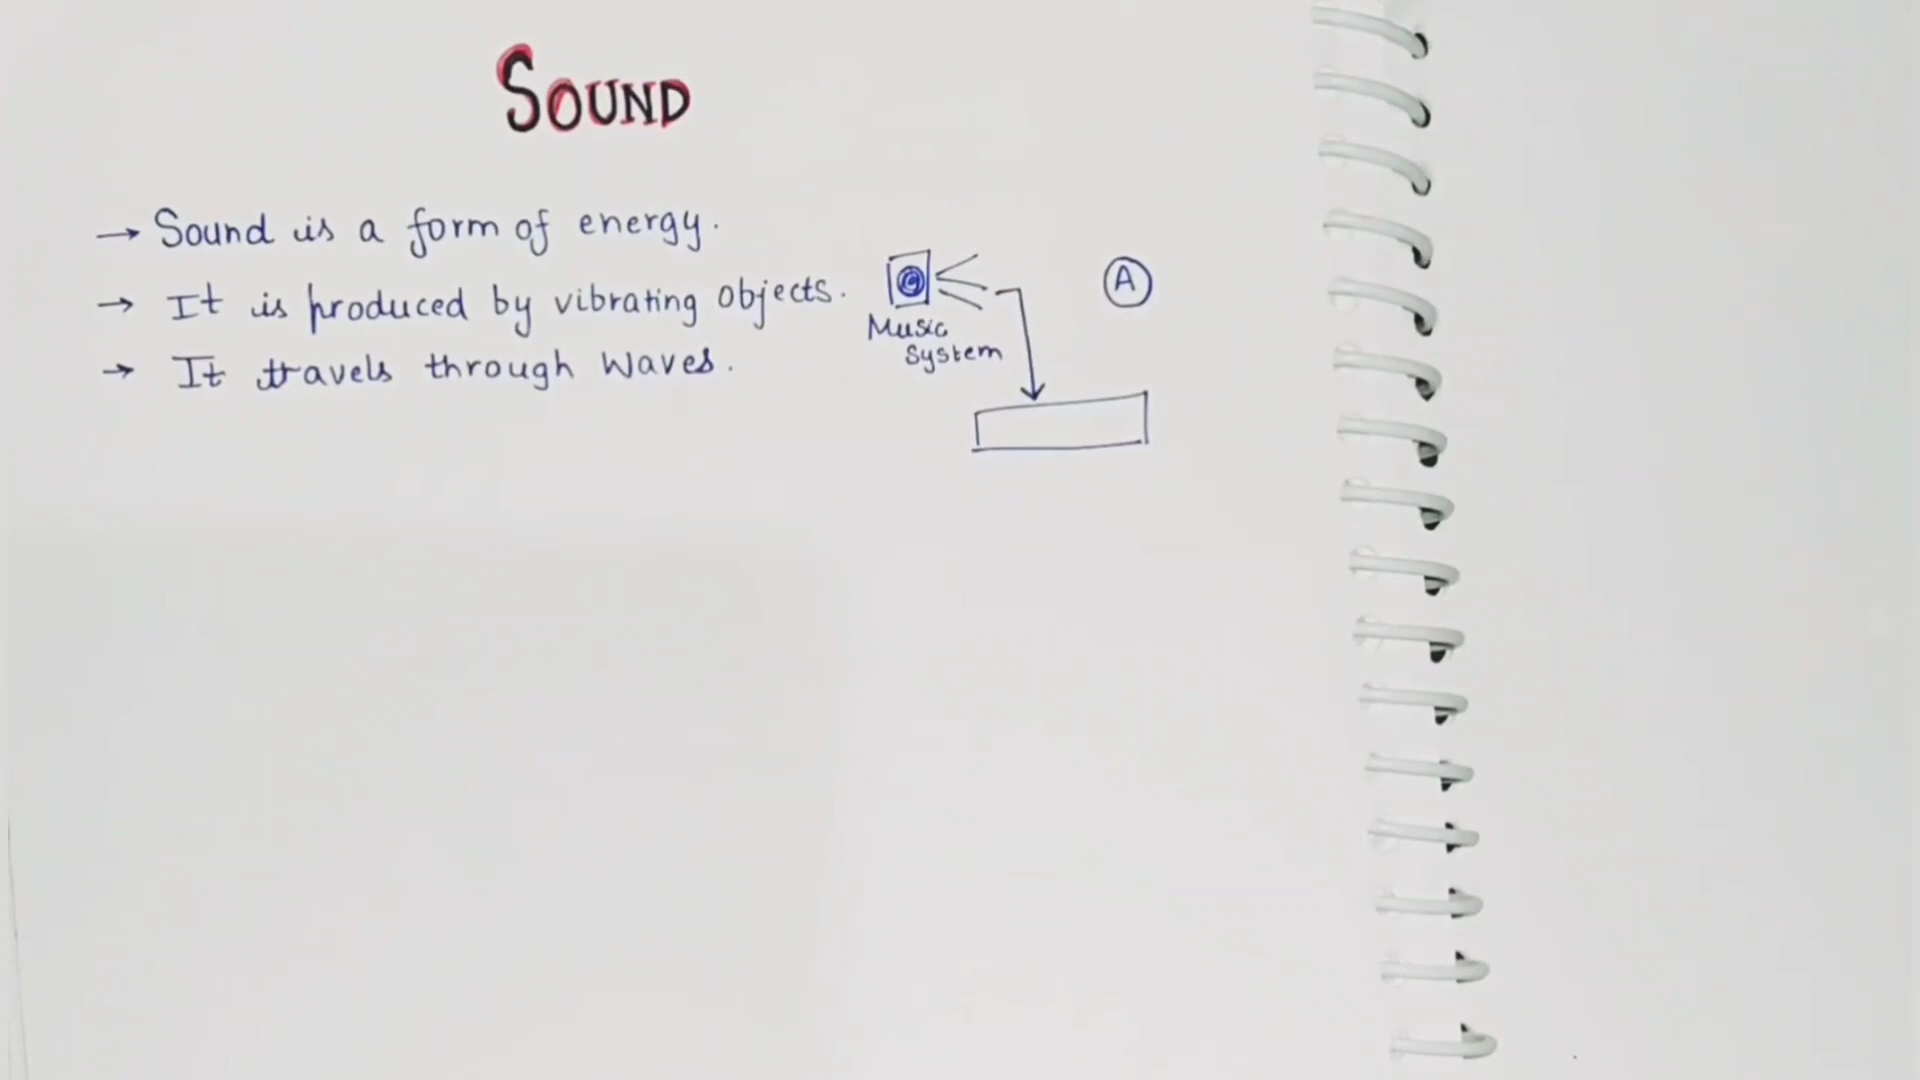 SOUND
→ Sound is a form of energy.
→ It is produced by vibrating objects.
→ It travels through waves.
Music
System
A